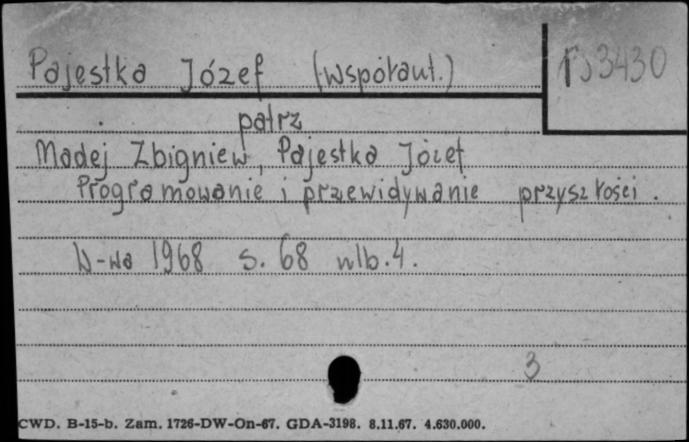 Pajestka Józef (współaut.)
3430
patrz
Madej Zbigniew, Pajestka Józef
Programowanie i przewidywanie przyszłości.
W-wa 1968 s. 68 nlb. 4.
3
CWD. B-15-b. Zam. 1726-DW-On-67. GDA-3198. 8.11.67. 4.630.000.